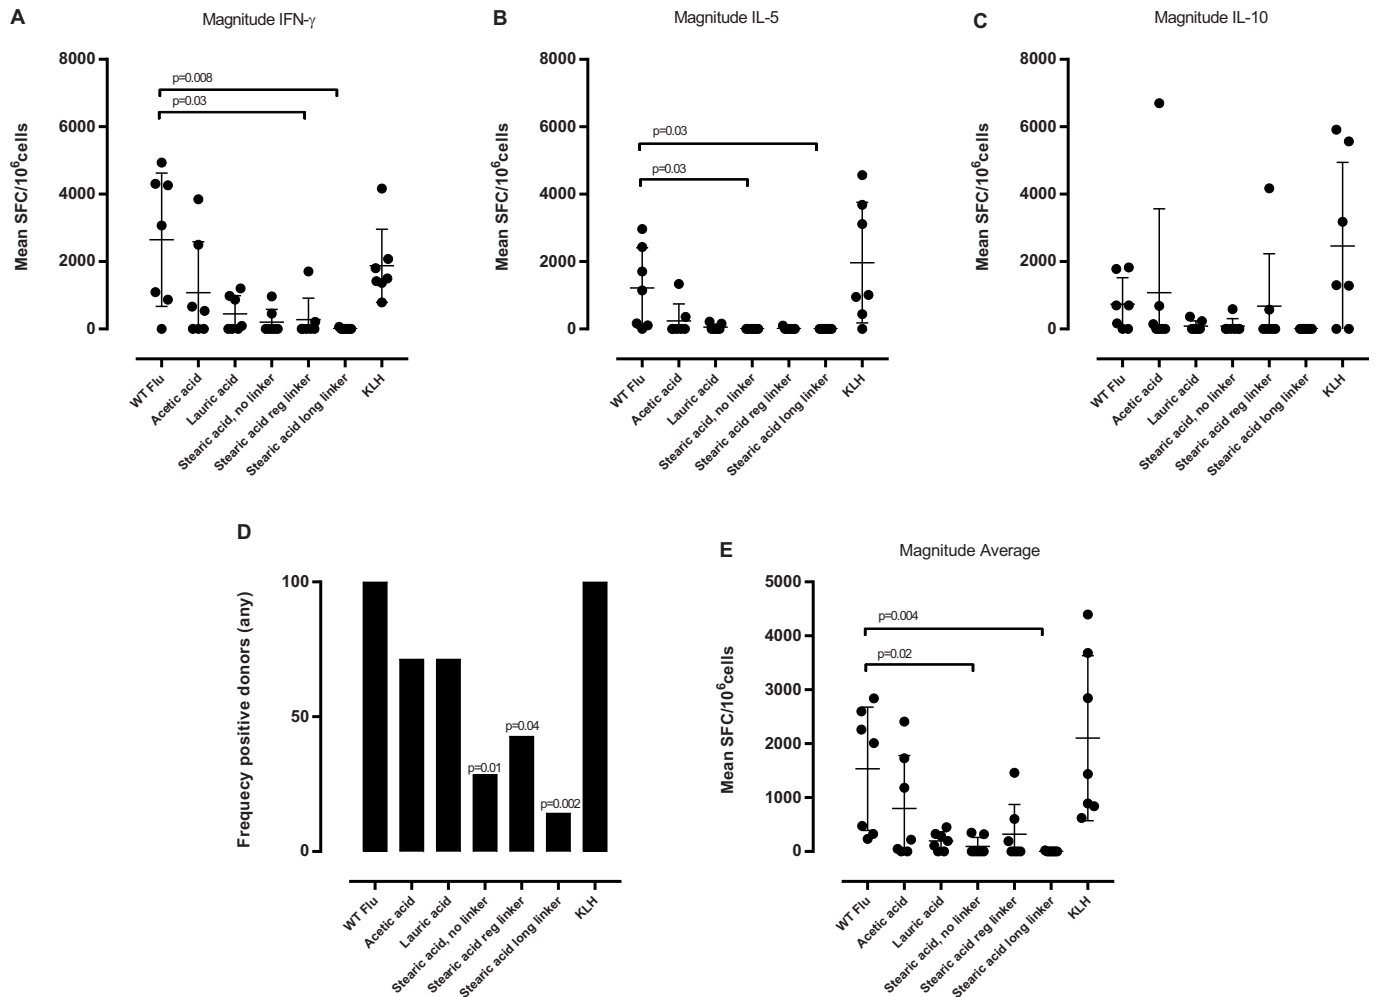 A
Magnitude IFN-γ
Mean SFC/10⁶cells
8000
6000
4000
2000
0
p=0.008
p=0.03
WT Flu
Acetic acid
Lauric acid
Stearic acid, no linker
Stearic acid reg linker
Stearic acid long linker
KLH
B
Magnitude IL-5
Mean SFC/10⁶cells
8000
6000
4000
2000
0
p=0.03
p=0.03
WT Flu
Acetic acid
Lauric acid
Stearic acid, no linker
Stearic acid reg linker
Stearic acid long linker
KLH
C
Magnitude IL-10
Mean SFC/10⁶cells
8000
6000
4000
2000
0
WT Flu
Acetic acid
Lauric acid
Stearic acid, no linker
Stearic acid reg linker
Stearic acid long linker
KLH
D
Frequecy positive donors (any)
100
50
0
p=0.01
p=0.04
p=0.002
WT Flu
Acetic acid
Lauric acid
Stearic acid, no linker
Stearic acid reg linker
Stearic acid long linker
KLH
E
Magnitude Average
Mean SFC/10⁶cells
5000
4000
3000
2000
1000
0
p=0.004
p=0.02
WT Flu
Acetic acid
Lauric acid
Stearic acid, no linker
Stearic acid reg linker
Stearic acid long linker
KLH